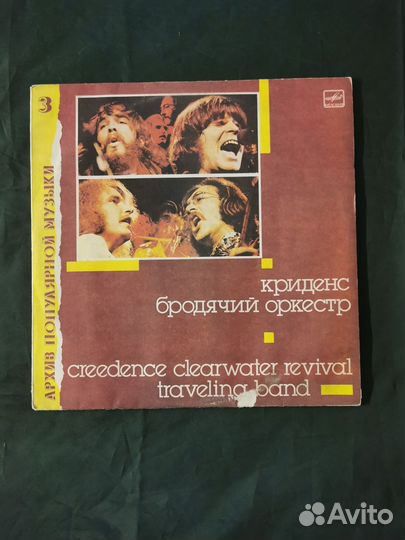 3
АРХИВ ПОПУЛЯРНОЙ МУЗЫКИ
криденс
бродячий оркестр
creedence clearwater revival
traveling band
Avito